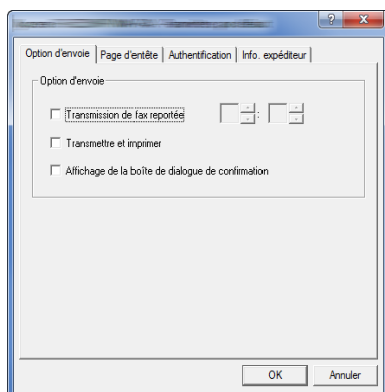 Option d'envoie Page d'entête Authentification Info. expéditeur
Option d'envoie
Transmission de fax reportée :
Transmettre et imprimer
Affichage de la boîte de dialogue de confirmation
OK Annuler